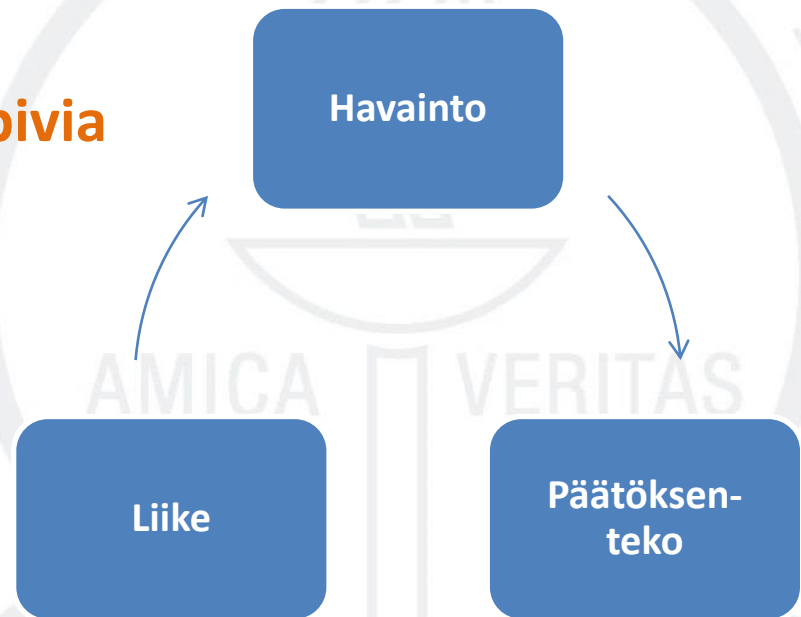 Havainto
pivia
AMICA VERITAS
Liike
Päätöksen-
teko